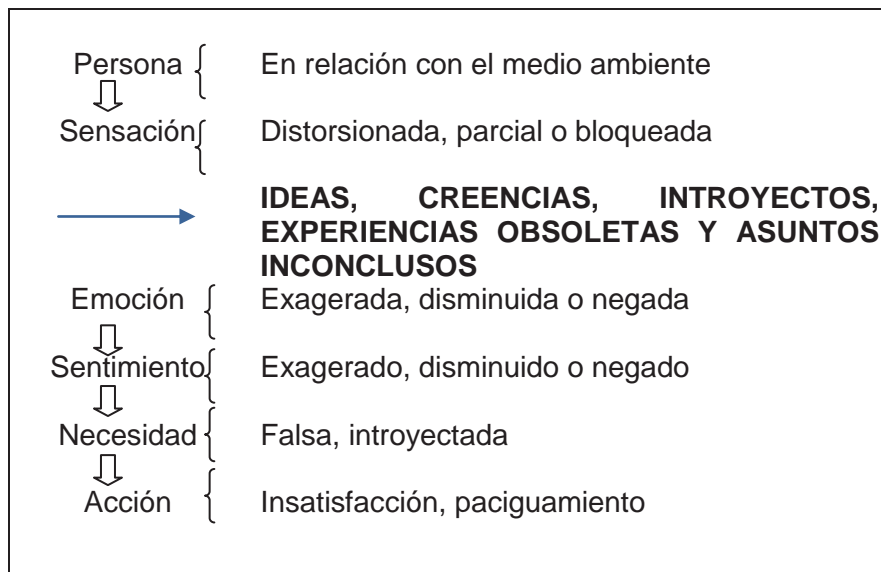 Persona En relación con el medio ambiente
Sensación Distorsionada, parcial o bloqueada
IDEAS, CREENCIAS, INTROYECTOS,
EXPERIENCIAS OBSOLETAS Y ASUNTOS
INCONCLUSOS
Emoción Exagerada, disminuida o negada
Sentimiento Exagerado, disminuido o negado
Necesidad Falsa, introyectada
Acción Insatisfacción, paciguamiento